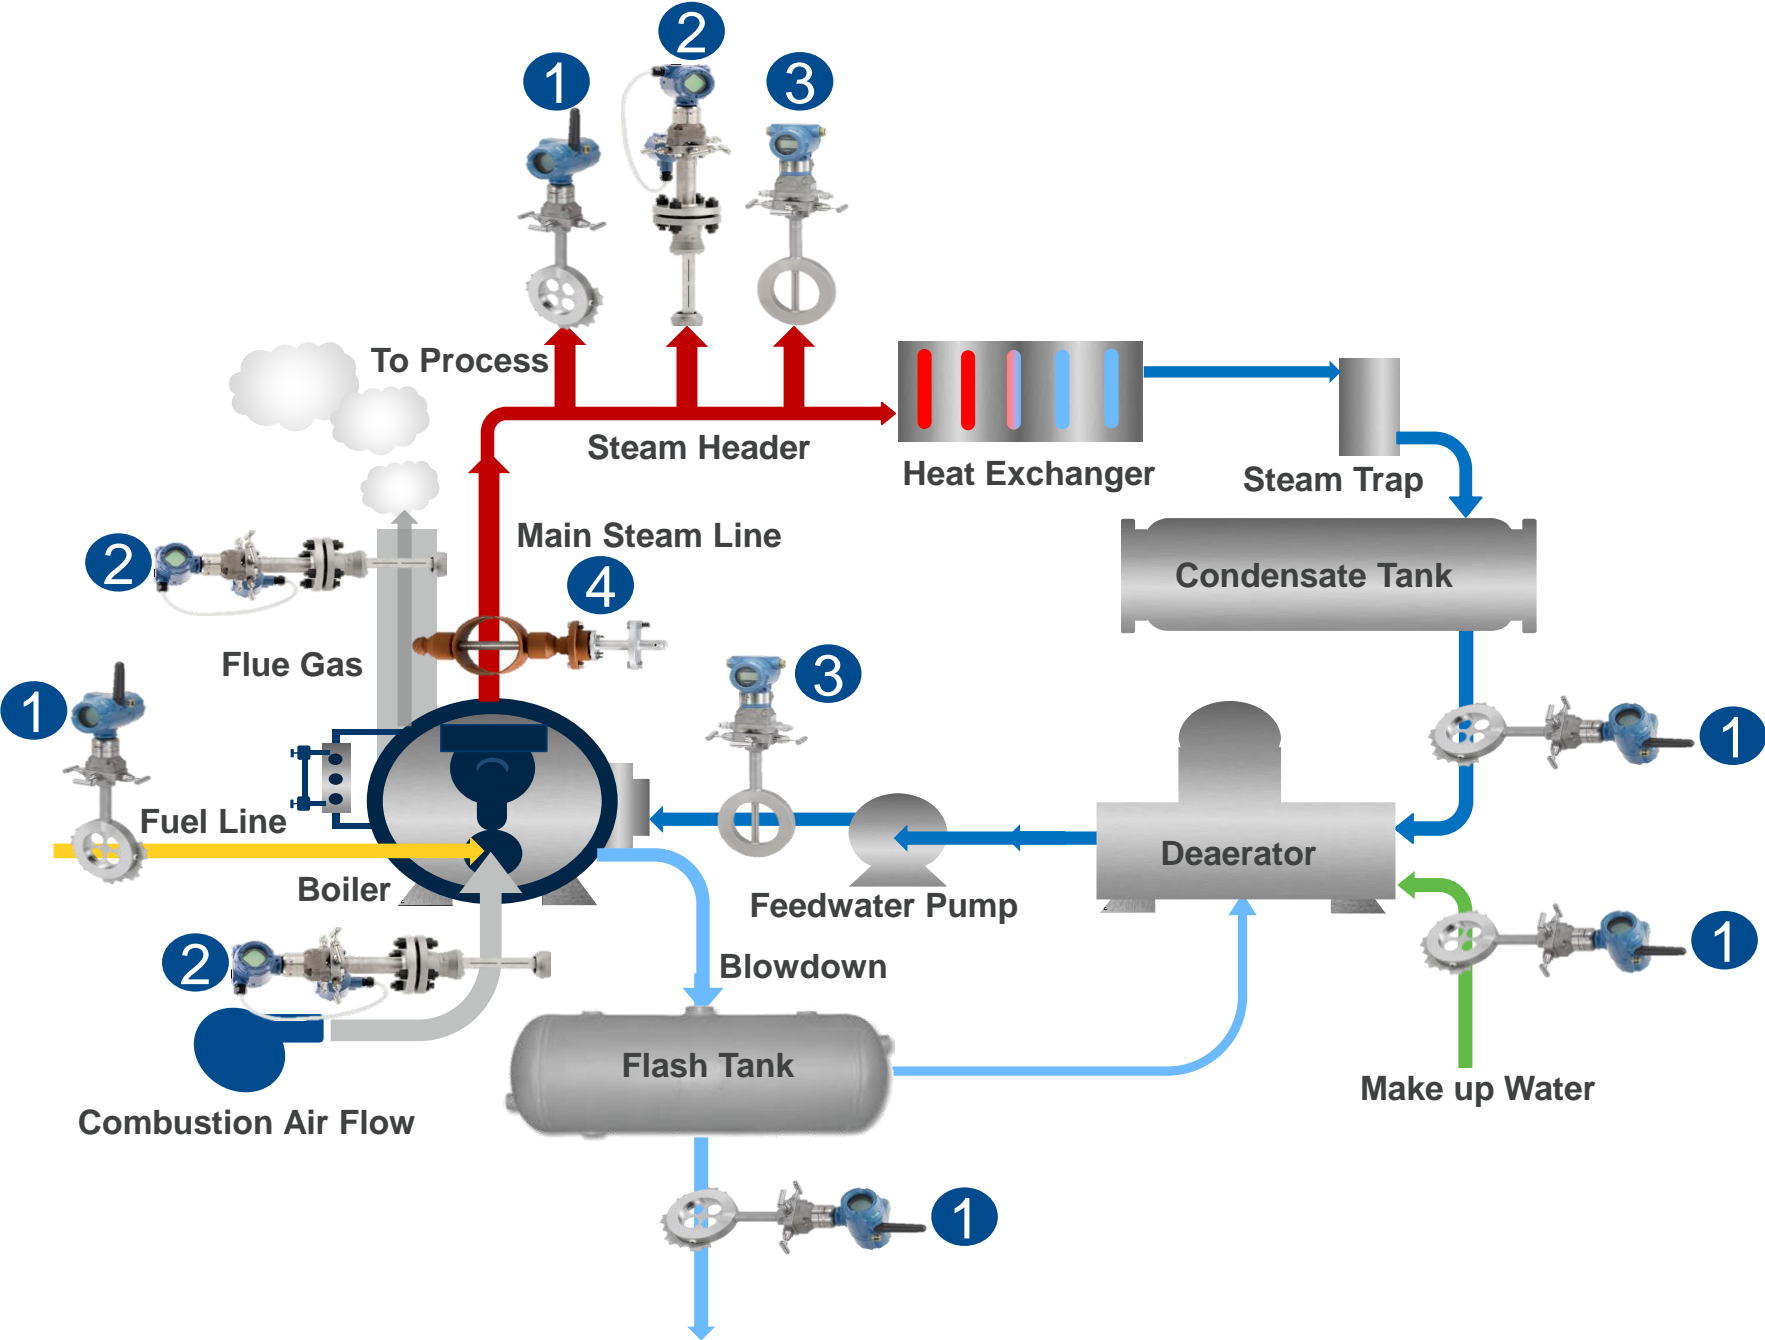 2
1
3
To Process
Steam Header
Heat Exchanger
Steam Trap
Main Steam Line
2
4
Condensate Tank
Flue Gas
3
1
1
Fuel Line
Deaerator
Boiler
Feedwater Pump
1
2
Blowdown
Flash Tank
Make up Water
Combustion Air Flow
1